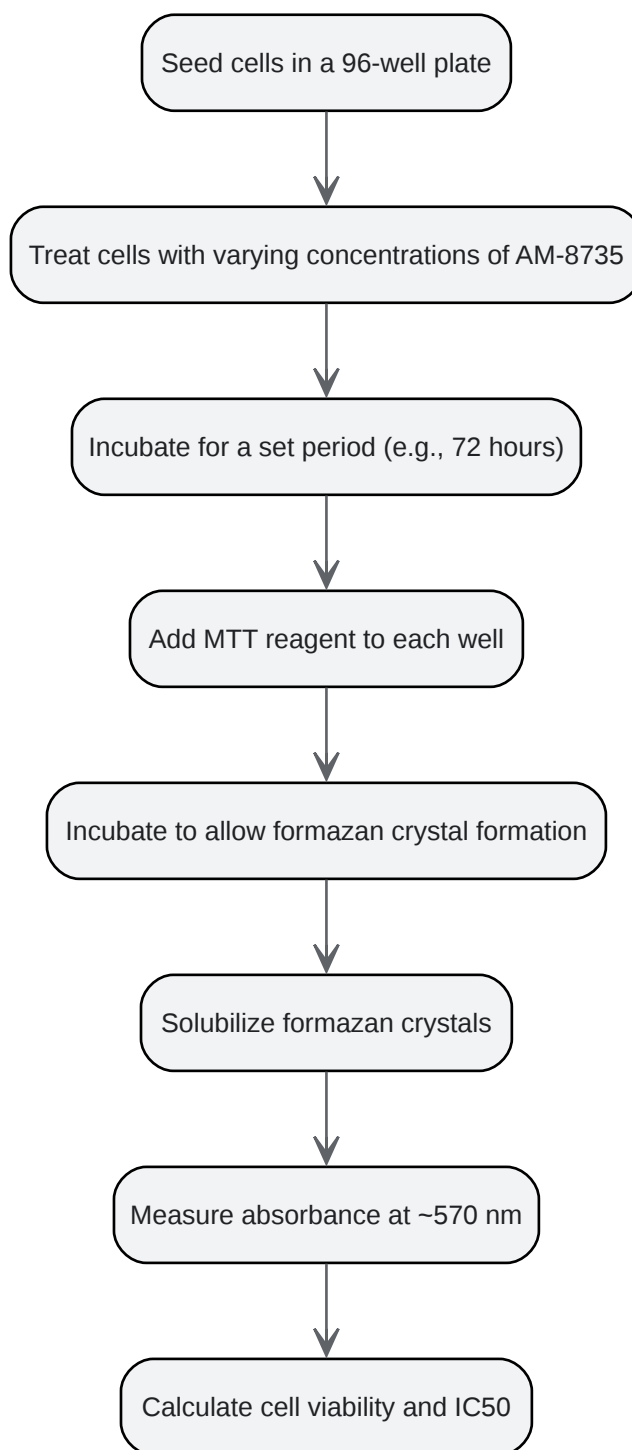 Seed cells in a 96-well plate
Treat cells with varying concentrations of AM-8735
Incubate for a set period (e.g., 72 hours)
Add MTT reagent to each well
Incubate to allow formazan crystal formation
Solubilize formazan crystals
Measure absorbance at ~570 nm
Calculate cell viability and IC50